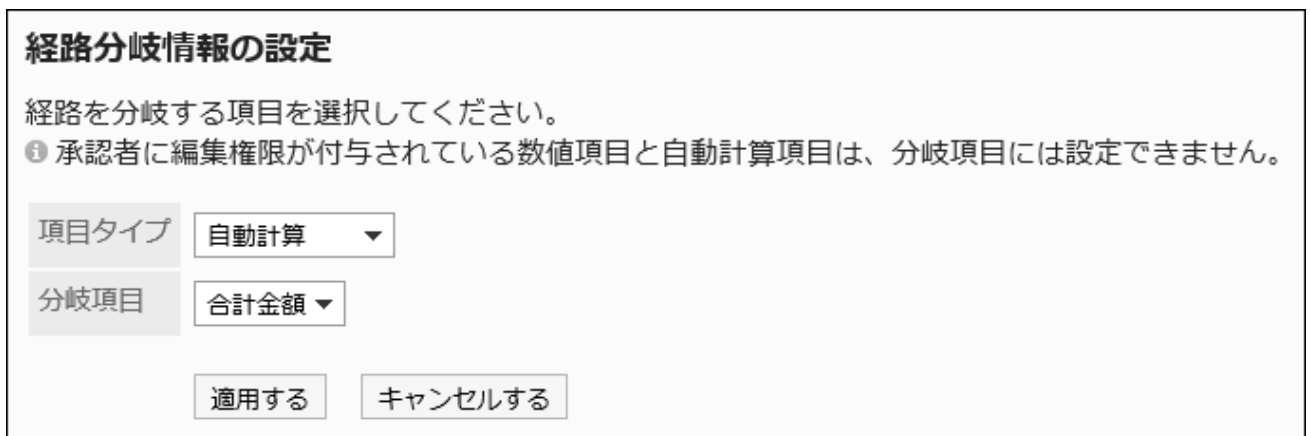 経路分岐情報の設定
経路を分岐する項目を選択してください。
承認者に編集権限が付与されている数値項目と自動計算項目は、分岐項目には設定できません。
項目タイプ 自動計算
分岐項目 合計金額
適用する キャンセルする